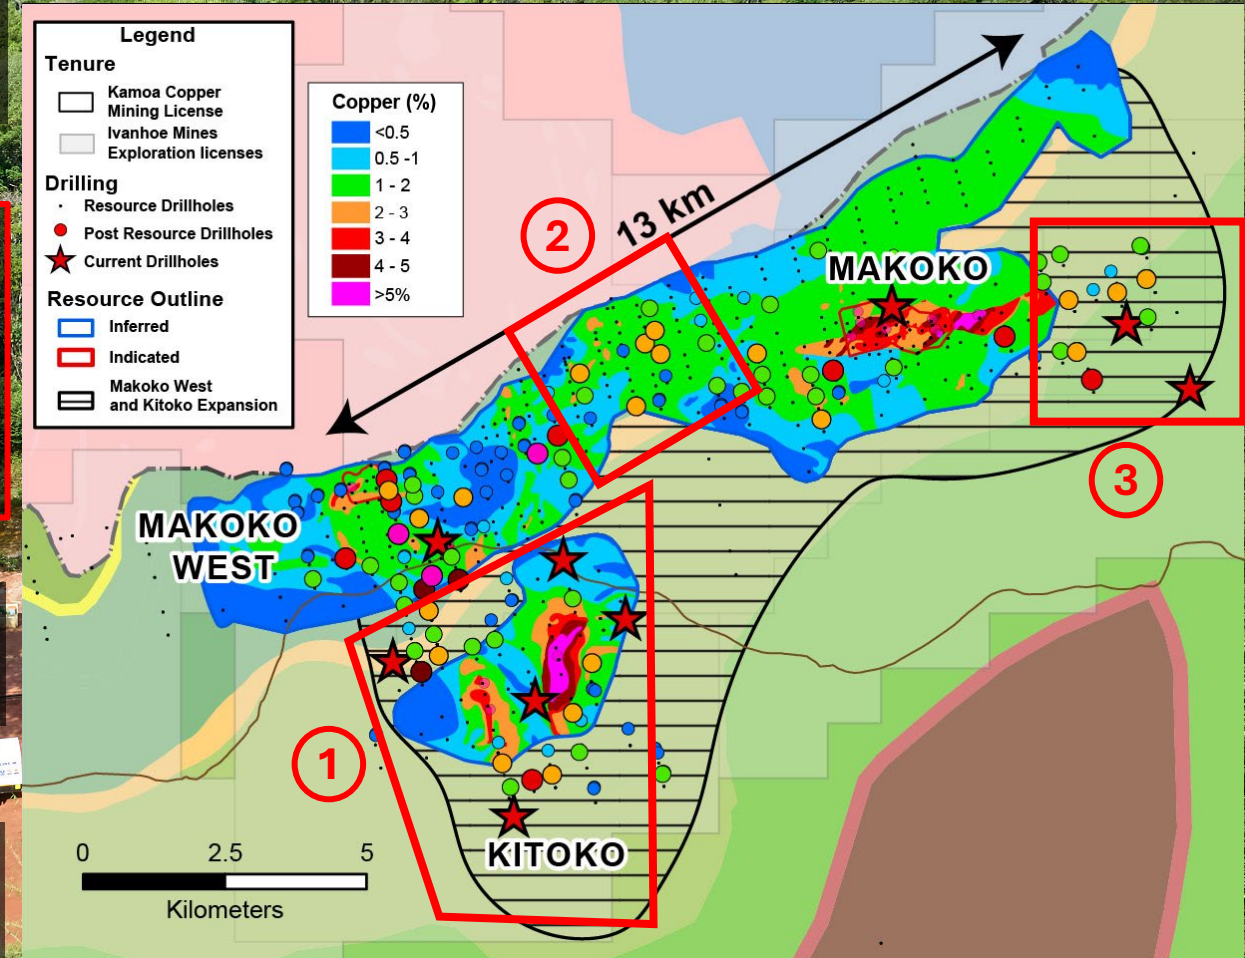 Legend
Tenure
Kamoa Copper
Mining License
Ivanhoe Mines
Exploration licenses
Drilling
Resource Drillholes
Post Resource Drillholes
Current Drillholes
Resource Outline
Inferred
Indicated
Makoko West
and Kitoko Expansion
Copper (%)
<0.5
0.5 -1
1 - 2
2 - 3
3 - 4
4 - 5
>5%
13 km
2
MAKOKO
3
MAKOKO
WEST
1
KITOKO
0 2.5 5
Kilometers